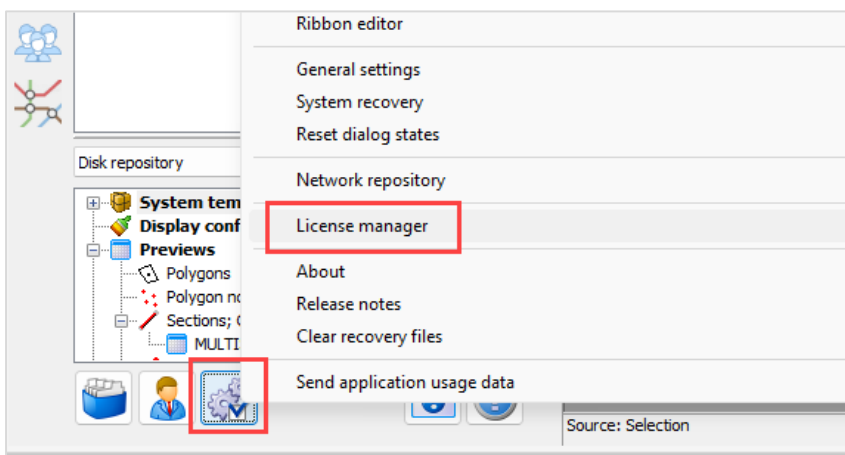 Ribbon editor
General settings
System recovery
Reset dialog states
Disk repository
Network repository
System tem
Display conf
License manager
Previews
Polygons
About
Polygon no
Release notes
Sections;
Clear recovery files
MULTI
Send application usage data
Source: Selection